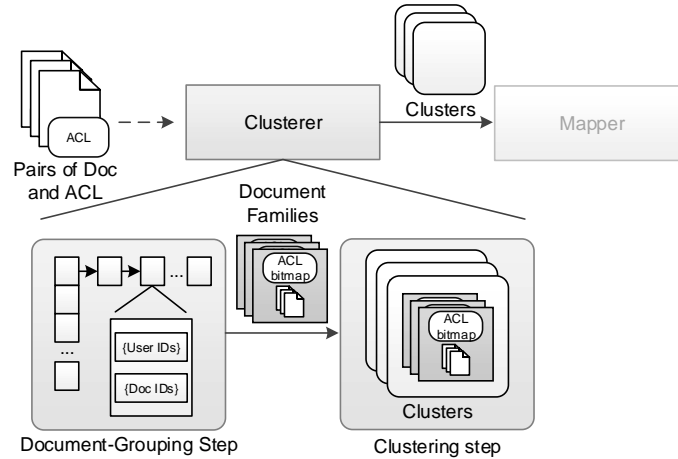 ACL
Pairs of Doc
and ACL
Clusterer
Clusters
Mapper
Document
Families
ACL
bitmap
...
...
{User IDs}
{Doc IDs}
ACL
bitmap
Clusters
Document-Grouping Step
Clustering step